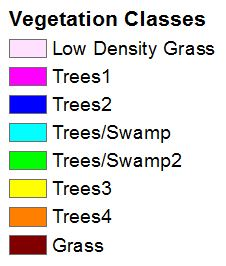 Vegetation Classes
Low Density Grass
Trees1
Trees2
Trees/Swamp
Trees/Swamp2
Trees3
Trees4
Grass